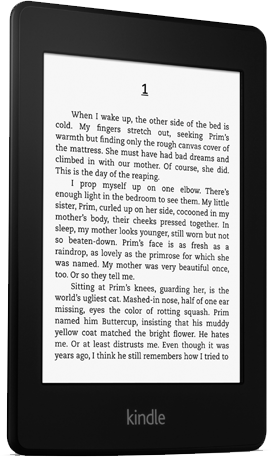 1
When I wake up, the other side of the bed is
cold. My fingers stretch out, seeking Prim's
warmth but finding only the rough canvas cover of
the mattress. She must have had bad dreams and
climbed in with our mother. Of course, she did.
This is the day of the reaping.
I prop myself up on one elbow. There's
enough light in the bedroom to see them. My little
sister, Prim, curled up on her side, cocooned in my
mother's body, their cheeks pressed together. In
sleep, my mother looks younger, still worn but not
so beaten-down. Prim's face is as fresh as a
raindrop, as lovely as the primrose for which she
was named. My mother was very beautiful once,
too. Or so they tell me.
Sitting at Prim's knees, guarding her, is the
world's ugliest cat. Mashed-in nose, half of one ear
missing, eyes the color of rotting squash. Prim
named him Buttercup, insisting that his muddy
yellow coat matched the bright flower. He hates
me. Or at least distrusts me. Even though it was
years ago, I think he still remembers how I tried to
kindle